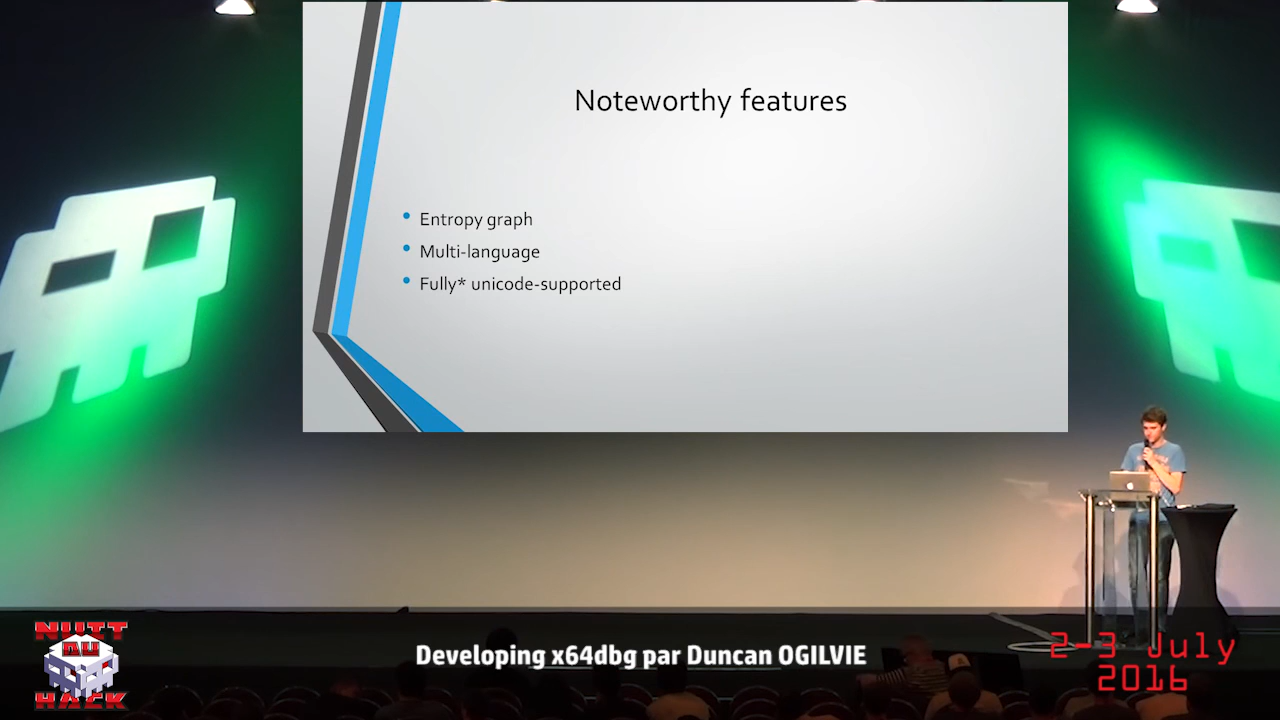 Noteworthy features
Entropy graph
Multi-language
Fully* unicode-supported
NUIT
AU
HACK
Developing x64dbg par Duncan OGILVIE
2-3 July
2016